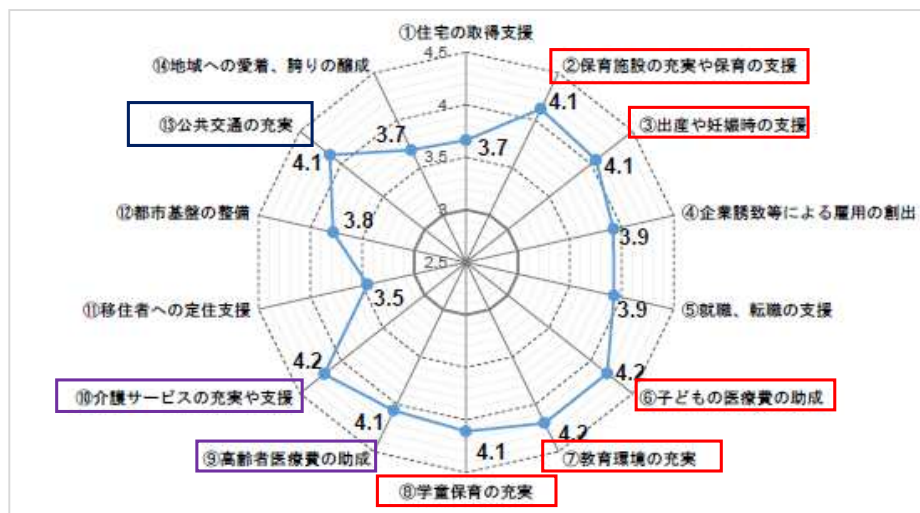 ①住宅の取得支援
②保育施設の充実や保育の支援
③出産や妊娠時の支援
④企業誘致等による雇用の創出
⑤就職、転職の支援
⑥子どもの医療費の助成
⑦教育環境の充実
⑧学童保育の充実
⑨高齢者医療費の助成
⑩介護サービスの充実や支援
⑪移住者への定住支援
⑫都市基盤の整備
⑬公共交通の充実
⑭地域への愛着、誇りの醸成
4.5
4
3.5
3
2.5
3.7
4.1
4.1
3.9
3.9
4.2
4.2
4.1
4.1
4.2
3.5
3.8
4.1
3.7